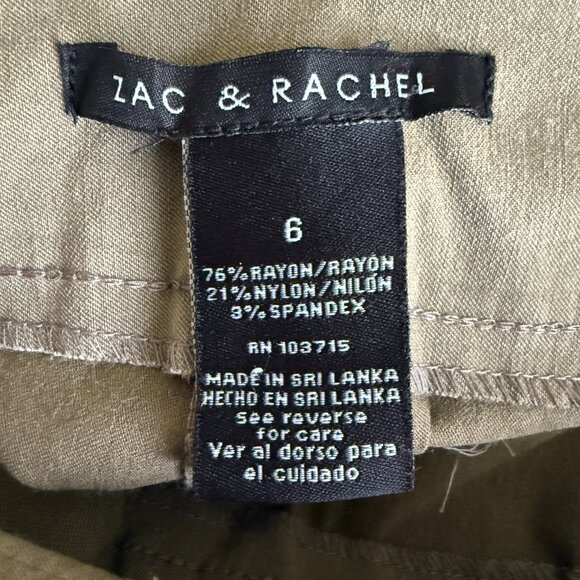 ZAC & RACHEL
6
76% RAYON/RAYÓN
21% NYLON/NILÓN
3% SPANDEX
RN 103715
MADE IN SRI LANKA
HECHO EN SRI LANKA
See reverse
for care
Ver al dorso para
el cuidado